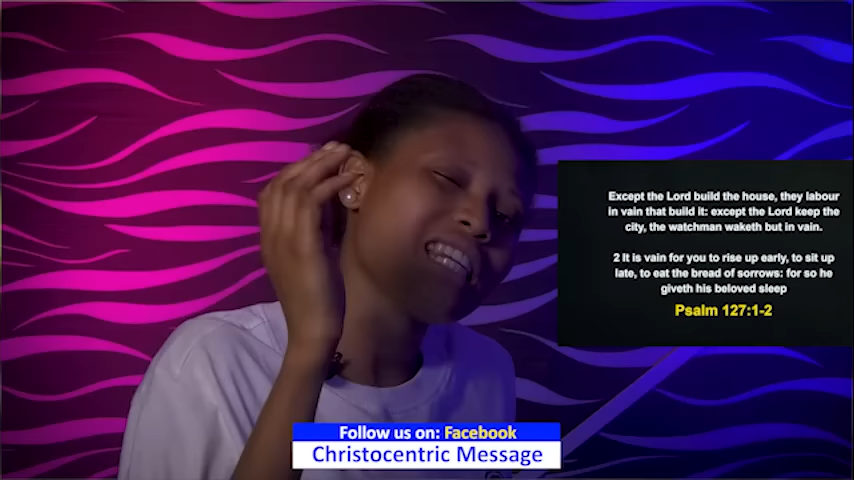 Except the Lord build the house, they labour
in vain that build it: except the Lord keep the
city, the watchman waketh but in vain.
2 It is vain for you to rise up early, to sit up
late, to eat the bread of sorrows: for so he
giveth his beloved sleep
Psalm 127:1-2
Follow us on: Facebook
Christocentric Message